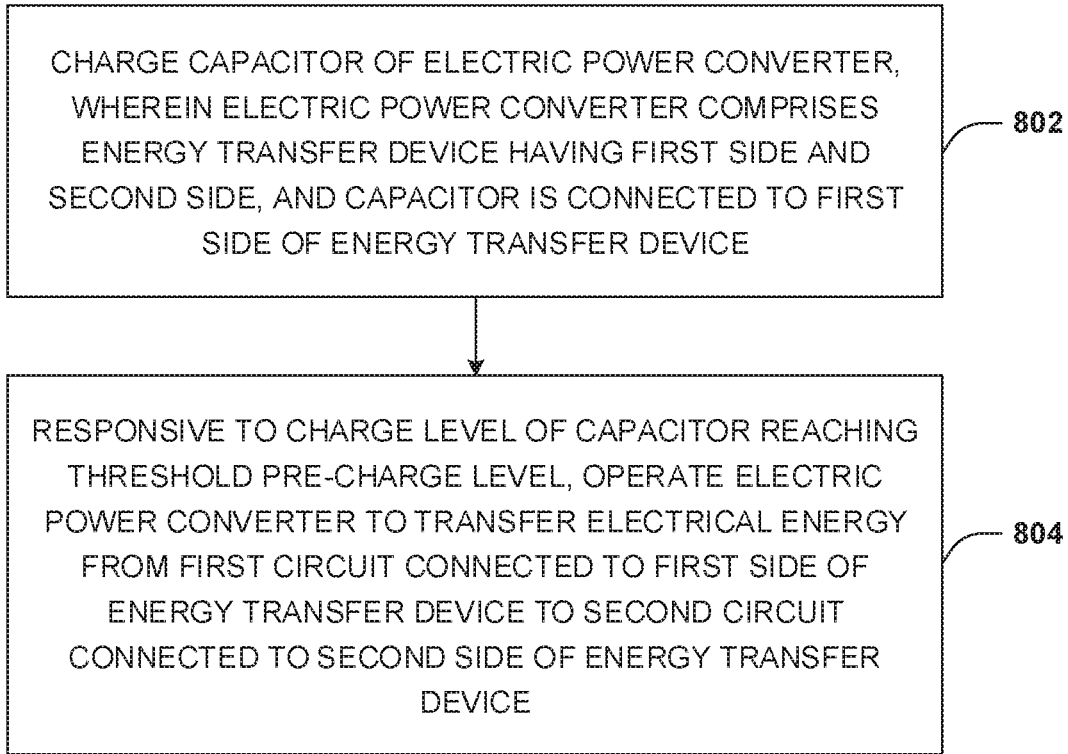 CHARGE CAPACITOR OF ELECTRIC POWER CONVERTER,
WHEREIN ELECTRIC POWER CONVERTER COMPRISES
ENERGY TRANSFER DEVICE HAVING FIRST SIDE AND
SECOND SIDE, AND CAPACITOR IS CONNECTED TO FIRST
SIDE OF ENERGY TRANSFER DEVICE
802
RESPONSIVE TO CHARGE LEVEL OF CAPACITOR REACHING
THRESHOLD PRE-CHARGE LEVEL, OPERATE ELECTRIC
POWER CONVERTER TO TRANSFER ELECTRICAL ENERGY
FROM FIRST CIRCUIT CONNECTED TO FIRST SIDE OF
ENERGY TRANSFER DEVICE TO SECOND CIRCUIT
CONNECTED TO SECOND SIDE OF ENERGY TRANSFER
DEVICE
804